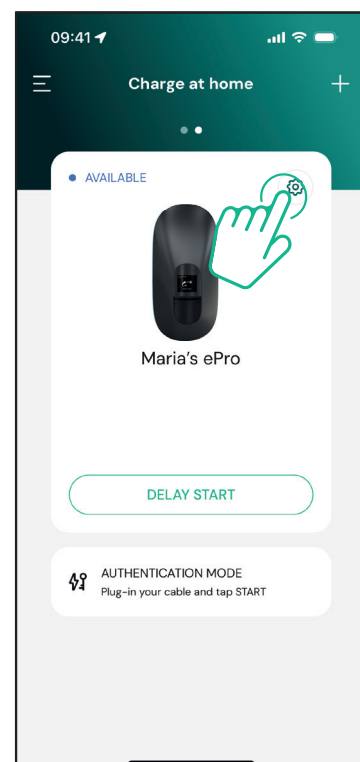 09:41
Charge at home
AVAILABLE
Maria's ePro
DELAY START
AUTHENTICATION MODE
Plug-in your cable and tap START